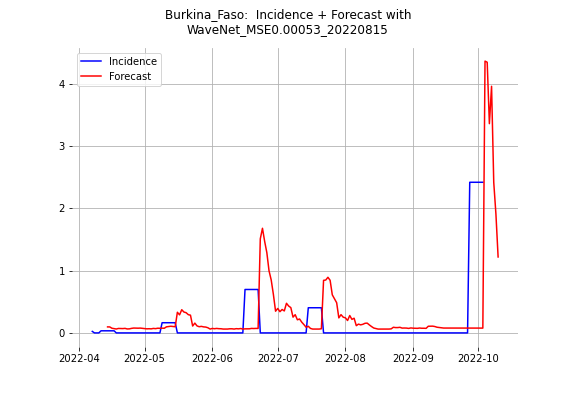 Burkina_Faso:  Incidence + Forecast with
WaveNet_MSE0.00053_20220815
Incidence
Forecast
4
3
2
1
0
2022-04 2022-05 2022-06 2022-07 2022-08 2022-09 2022-10